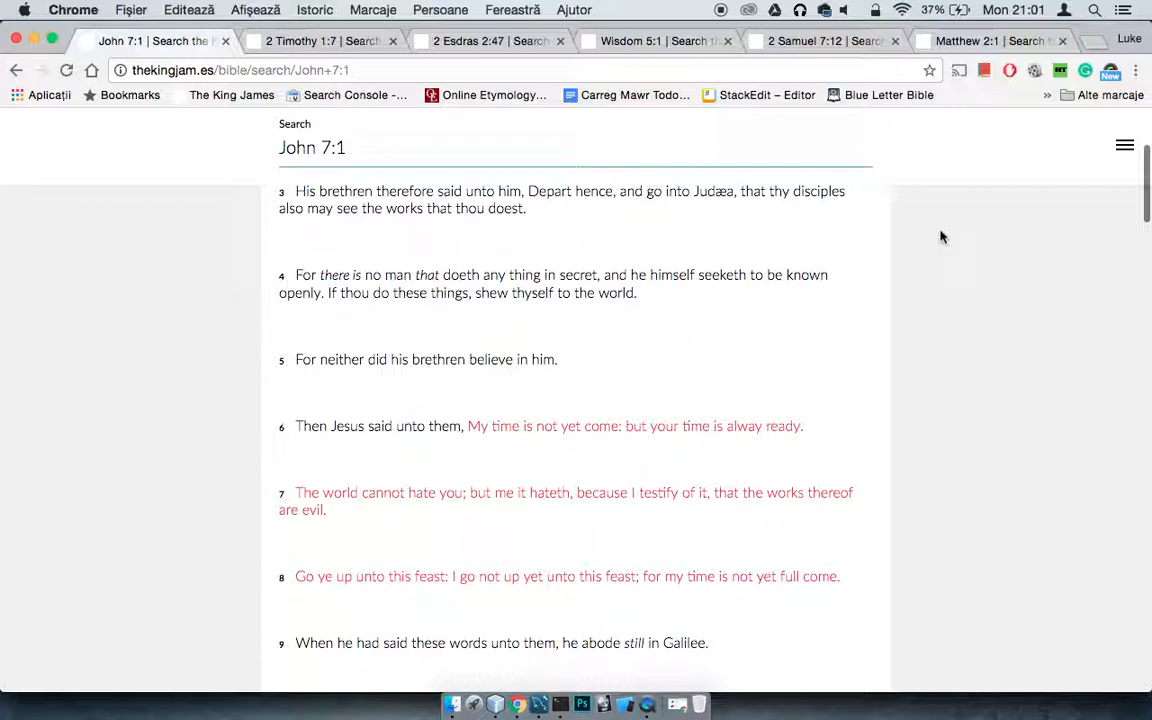 Chrome Fișier Editează Afișează Istoric Marcaje Persoane Fereastră Ajutor 37% Mon 21:01
John 7:1 | Search the 2 Timothy 1:7 | Search 2 Esdras 2:47 | Search Wisdom 5:1 | Search th 2 Samuel 7:12 | Search Matthew 2:1 | Search t Luke
thekingjam.es/bible/search/John+7:1
Aplicații Bookmarks The King James Search Console -... Online Etymology... Carreg Mawr Todo... StackEdit – Editor Blue Letter Bible » Alte marcaje
New
Search
John 7:1
3 His brethren therefore said unto him, Depart hence, and go into Judæa, that thy disciples
also may see the works that thou doest.
4 For there is no man that doeth any thing in secret, and he himself seeketh to be known
openly. If thou do these things, shew thyself to the world.
5 For neither did his brethren believe in him.
6 Then Jesus said unto them, My time is not yet come: but your time is alway ready.
7 The world cannot hate you; but me it hateth, because I testify of it, that the works thereof
are evil.
8 Go ye up unto this feast: I go not up yet unto this feast; for my time is not yet full come.
9 When he had said these words unto them, he abode still in Galilee.
Ps